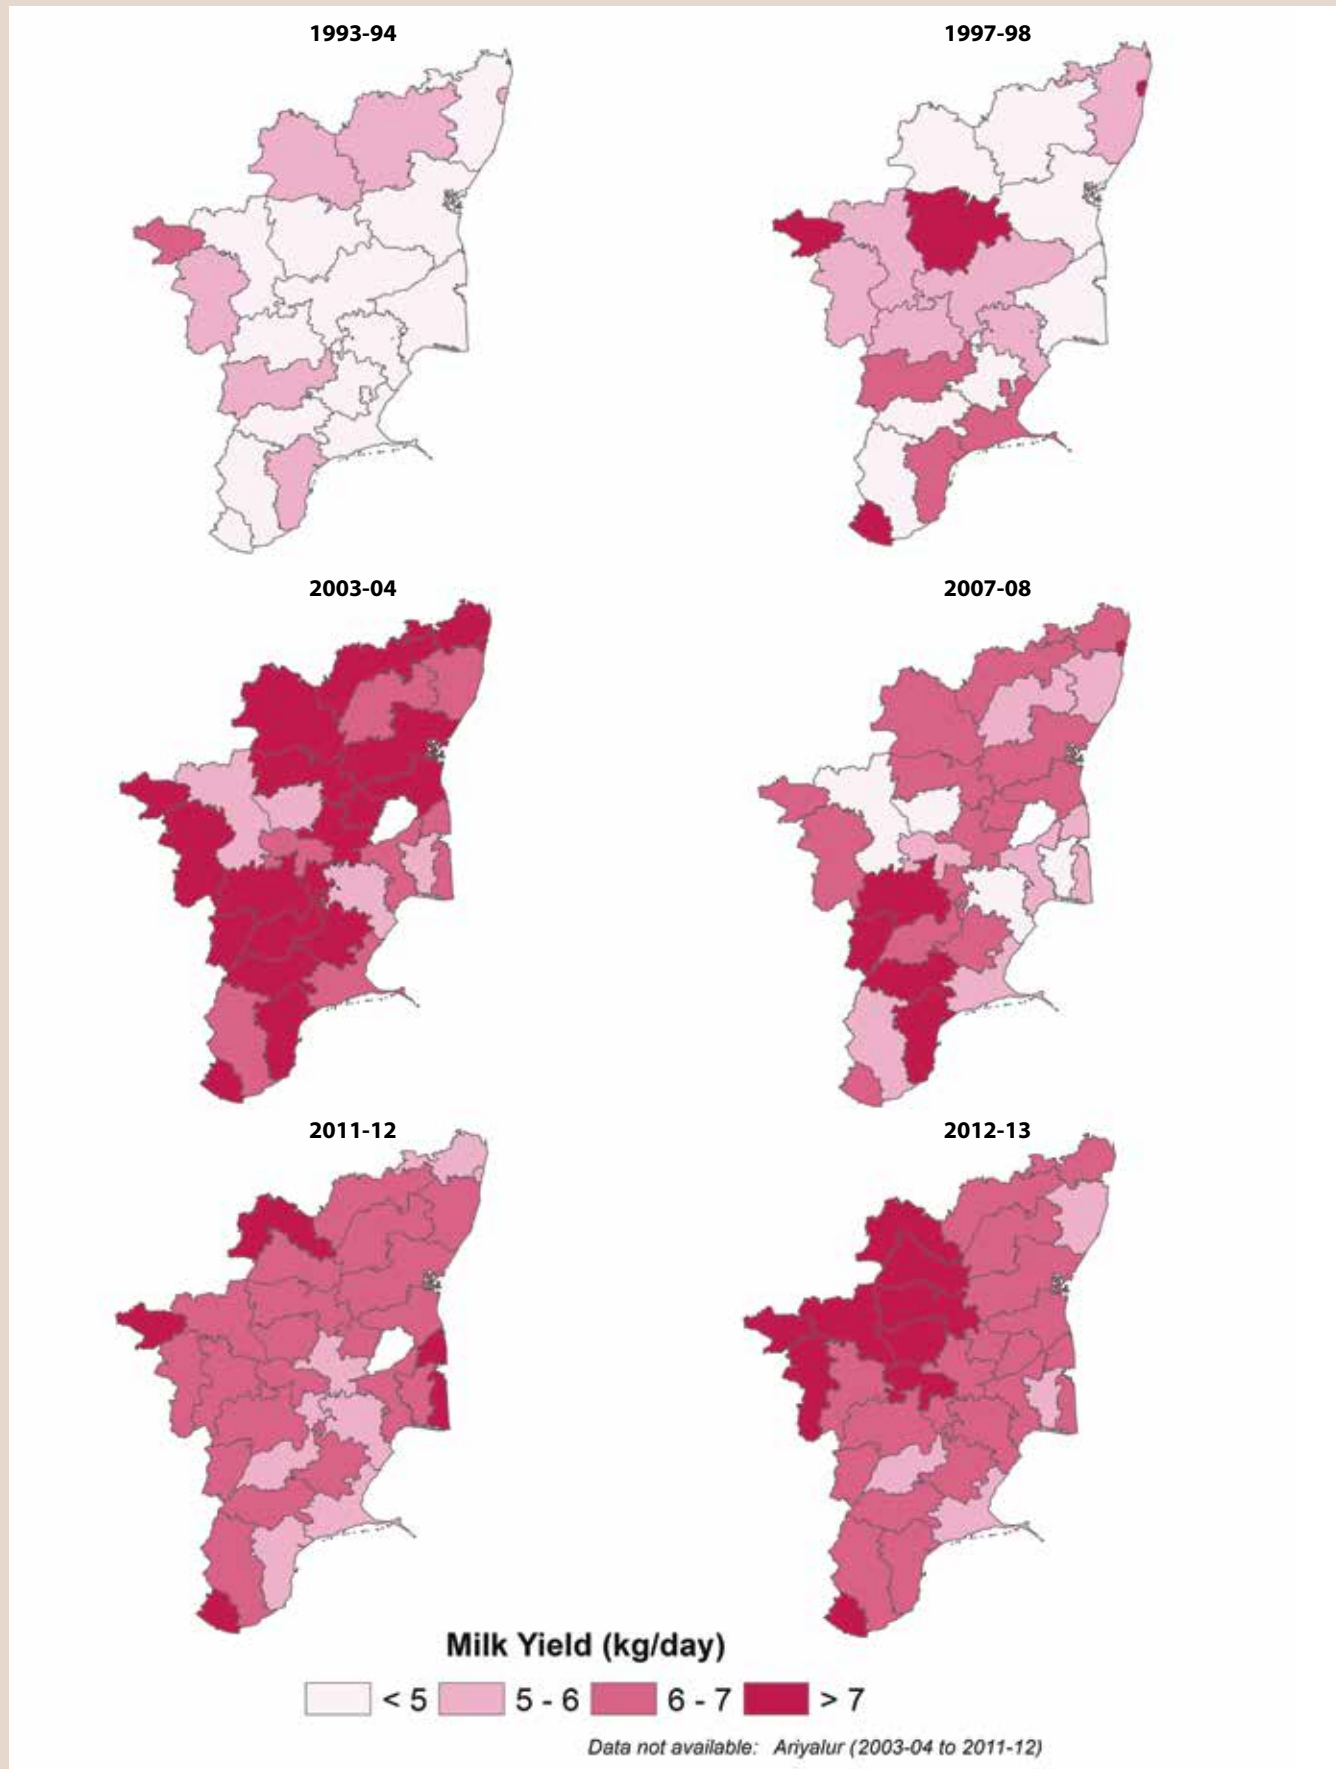 1993-94
1997-98
2003-04
2007-08
2011-12
2012-13
Milk Yield (kg/day)
< 5
5 - 6
6 - 7
> 7
Data not available: Ariyalur (2003-04 to 2011-12)